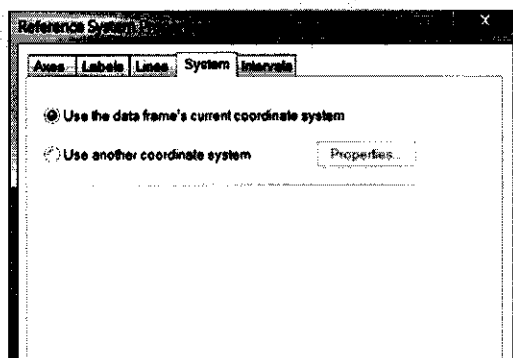 Reference System
X
Axes Labels Lines System Intervals
Use the data frame's current coordinate system
Use another coordinate system Properties...